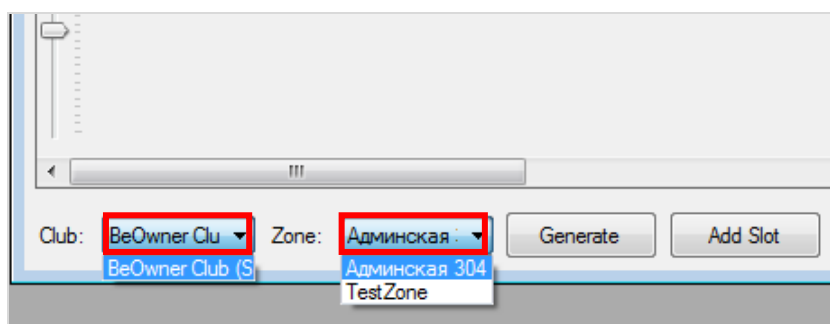 Club: BeOwner Clu Zone: Админская Generate Add Slot
BeOwner Club (S Админская 304
TestZone